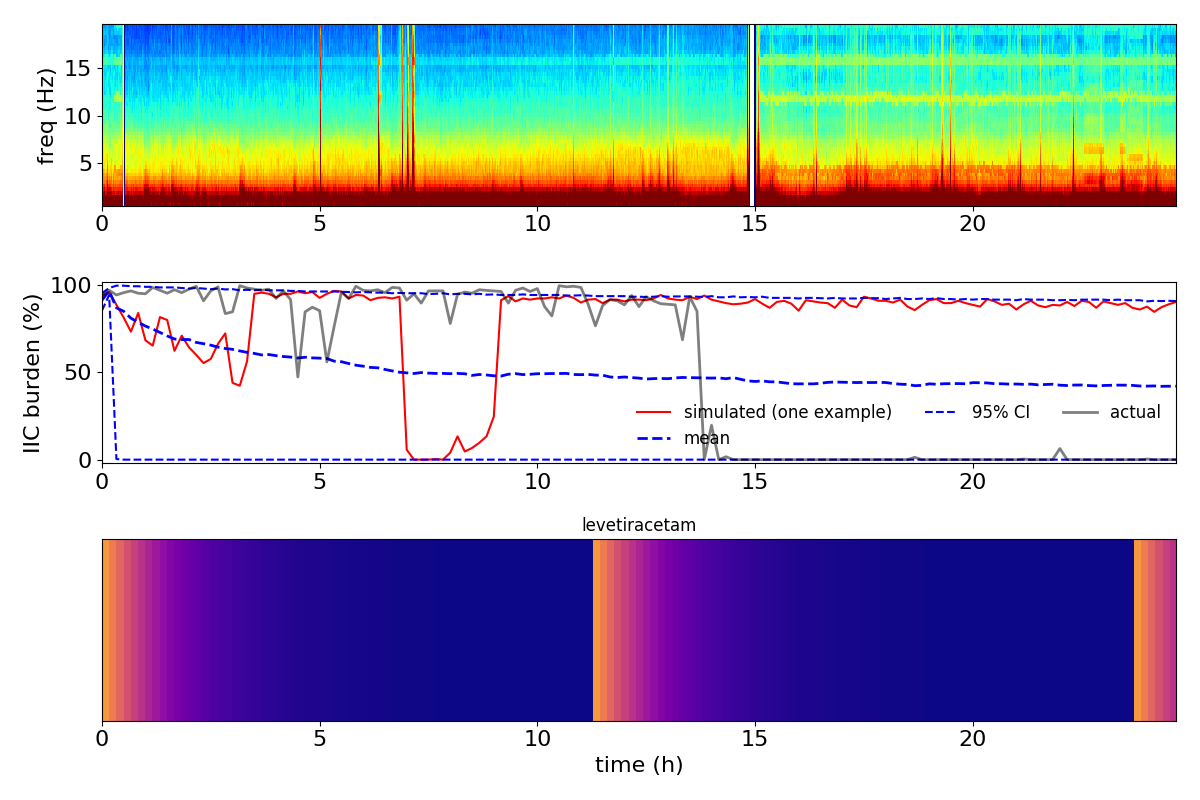 freq (Hz)
15
10
5
0 5 10 15 20
IIC burden (%)
100
50
0
simulated (one example) 95% CI actual
mean
0 5 10 15 20
levetiracetam
0 5 10 15 20
time (h)